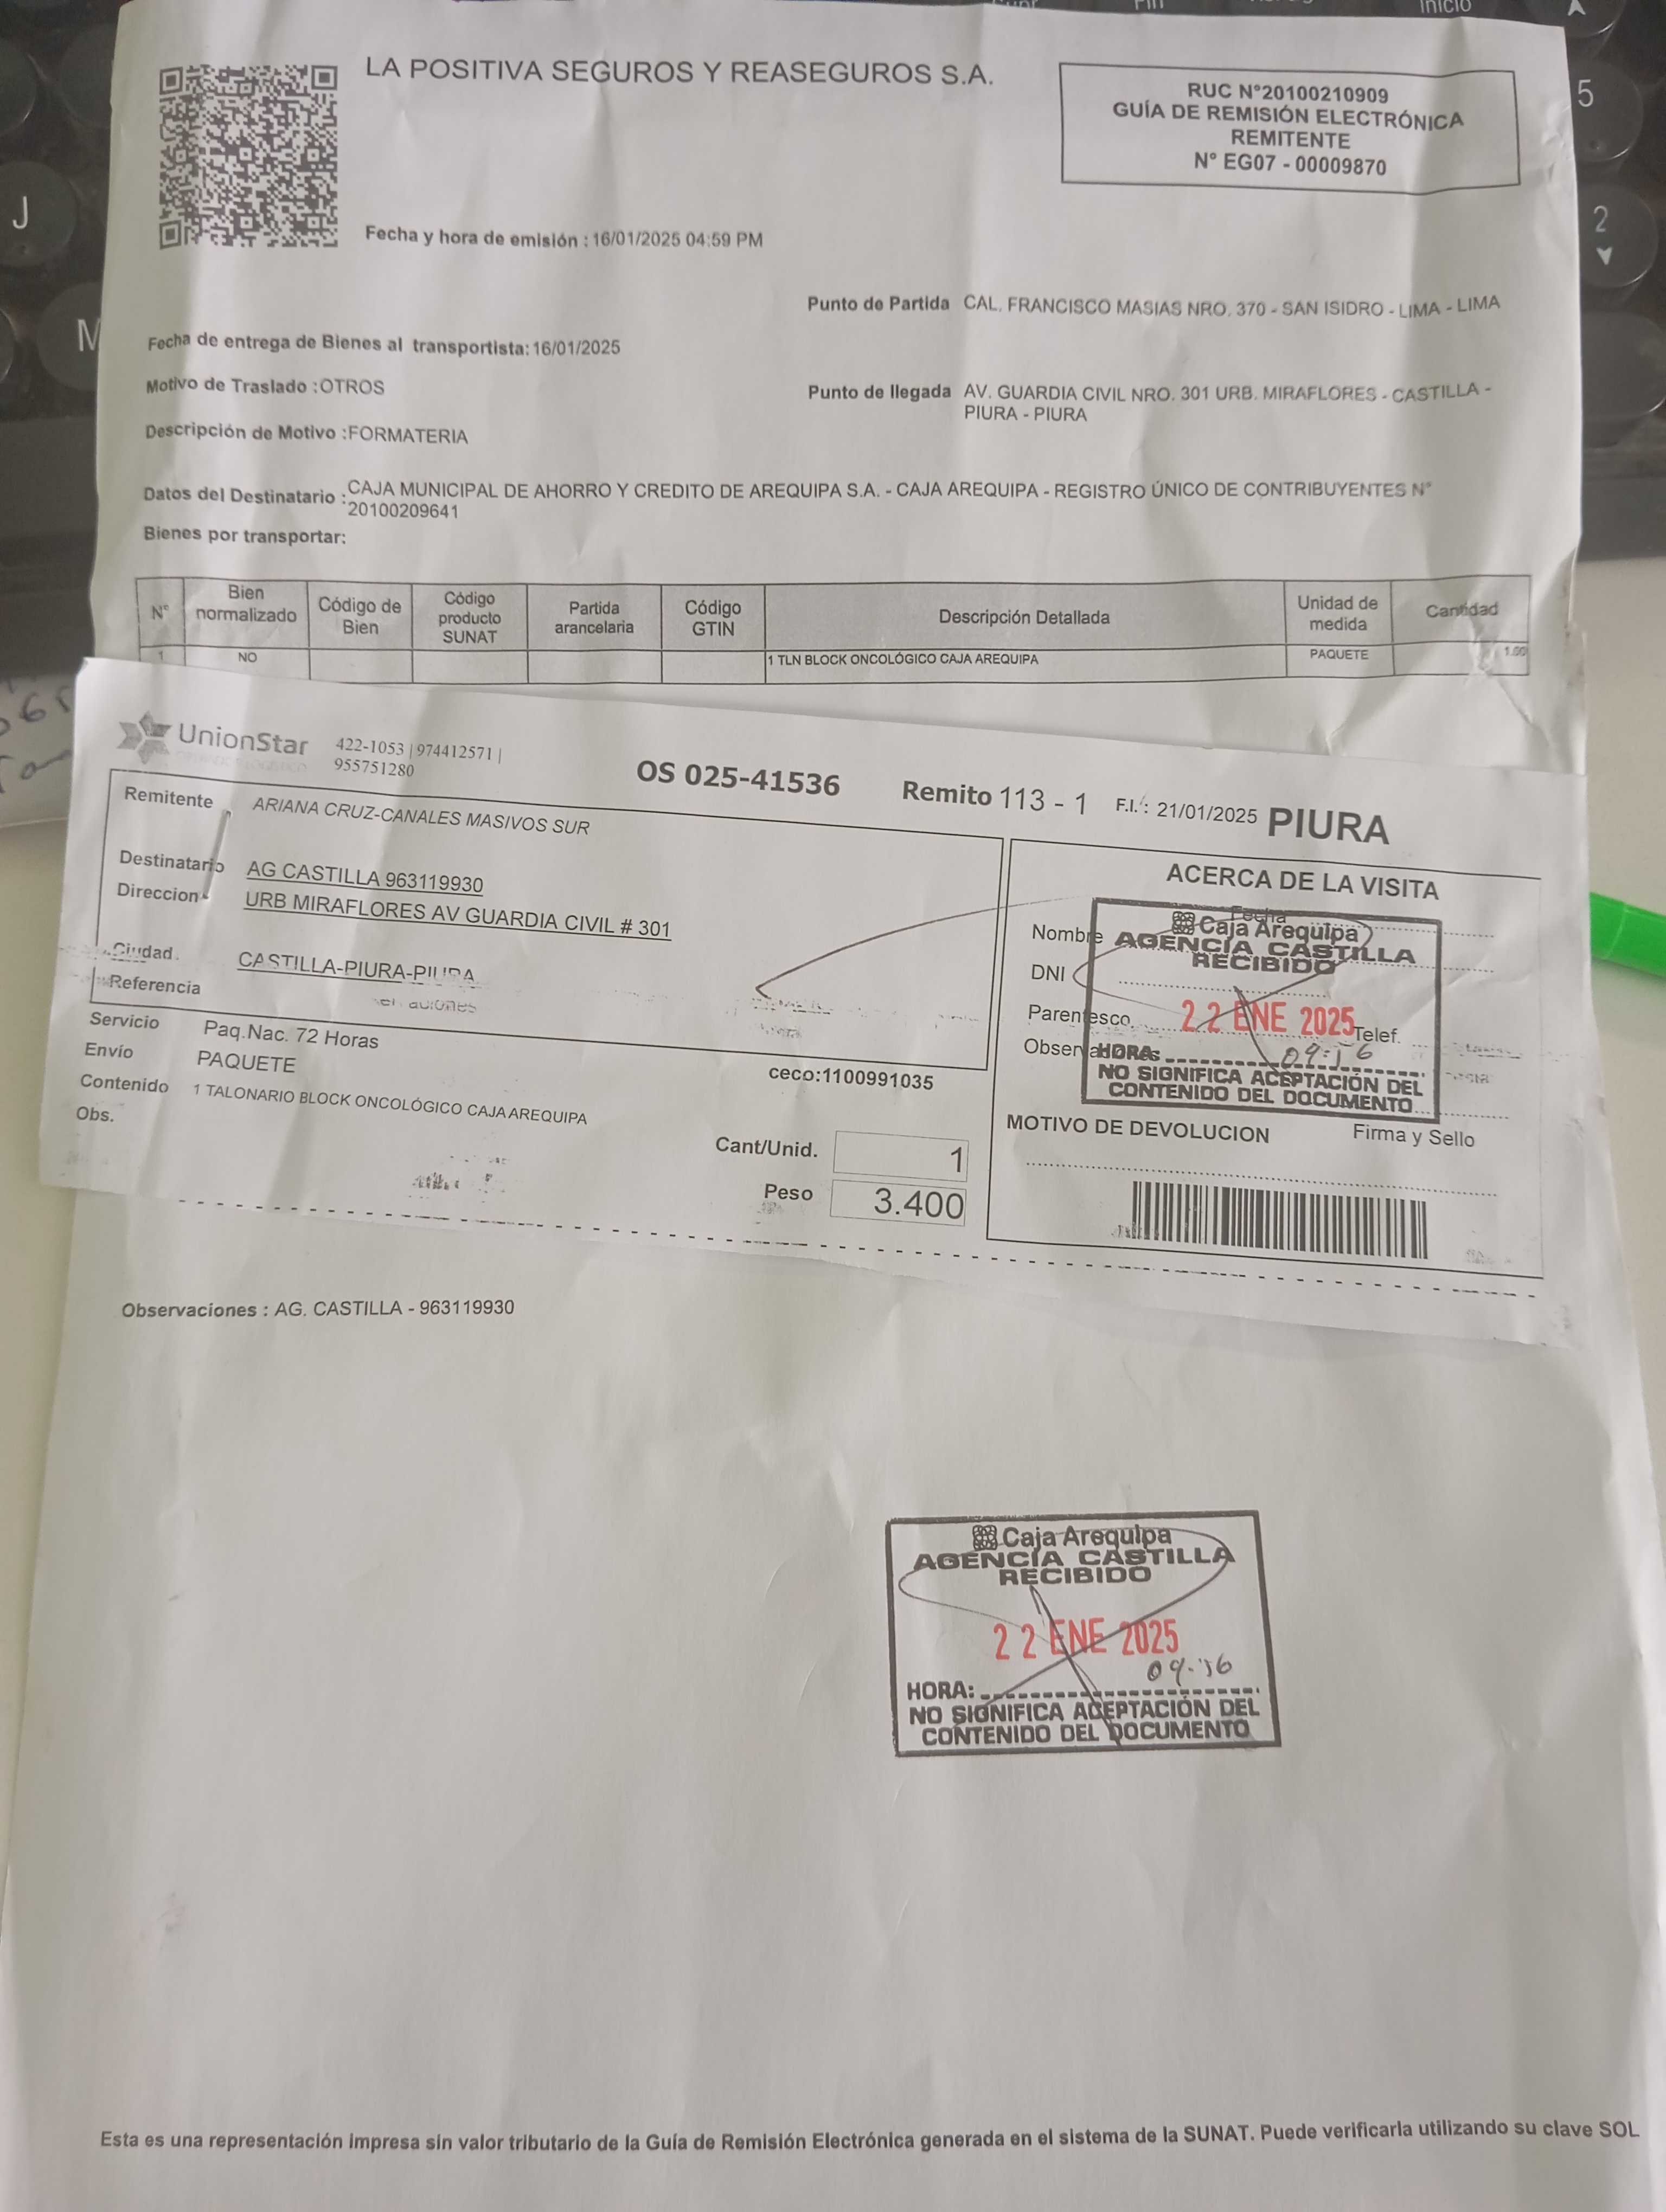 LA POSITIVA SEGUROS Y REASEGUROS S.A.
RUC N°20100210909
GUÍA DE REMISIÓN ELECTRÓNICA
REMITENTE
N° EG07 - 00009870
Fecha y hora de emisión : 16/01/2025 04:59 PM
Punto de Partida CAL. FRANCISCO MASIAS NRO. 370 - SAN ISIDRO - LIMA - LIMA
Fecha de entrega de Bienes al transportista: 16/01/2025
Motivo de Traslado : OTROS
Punto de llegada AV. GUARDIA CIVIL NRO. 301 URB. MIRAFLORES - CASTILLA -
PIURA - PIURA
Descripción de Motivo : FORMATERIA
Datos del Destinatario : CAJA MUNICIPAL DE AHORRO Y CREDITO DE AREQUIPA S.A. - CAJA AREQUIPA - REGISTRO ÚNICO DE CONTRIBUYENTES N°
20100209641
Bienes por transportar:
N° Bien normalizado Código de Bien Código producto SUNAT Partida arancelaria Código GTIN Descripción Detallada Unidad de medida Cantidad
1 NO 1 TLN BLOCK ONCOLÓGICO CAJA AREQUIPA PAQUETE 1.00
UnionStar 422-1053 | 974412571 |
955751280
OS 025-41536 Remito 113 - 1 F.I.: 21/01/2025 PIURA
Remitente ARIANA CRUZ-CANALES MASIVOS SUR
Destinatario AG CASTILLA 963119930
Direccion URB MIRAFLORES AV GUARDIA CIVIL # 301
Ciudad CASTILLA-PIURA-PIURA
Referencia
Servicio Paq.Nac. 72 Horas
Envío PAQUETE
ceco:1100991035
Contenido 1 TALONARIO BLOCK ONCOLÓGICO CAJA AREQUIPA
Obs.
Cant/Unid. 1
Peso 3.400
ACERCA DE LA VISITA
Fecha
Nombre
DNI
Parentesco
Telef.
Caja Arequipa
AGENCIA CASTILLA
RECIBIDO
22 ENE 2025
HORA: 09:16
NO SIGNIFICA ACEPTACIÓN DEL
CONTENIDO DEL DOCUMENTO
MOTIVO DE DEVOLUCION Firma y Sello
Observaciones : AG. CASTILLA - 963119930
Caja Arequipa
AGENCIA CASTILLA
RECIBIDO
22 ENE 2025
09:16
HORA:
NO SIGNIFICA ACEPTACIÓN DEL
CONTENIDO DEL DOCUMENTO
Esta es una representación impresa sin valor tributario de la Guía de Remisión Electrónica generada en el sistema de la SUNAT. Puede verificarla utilizando su clave SOL
J
M
5
2
Inicio